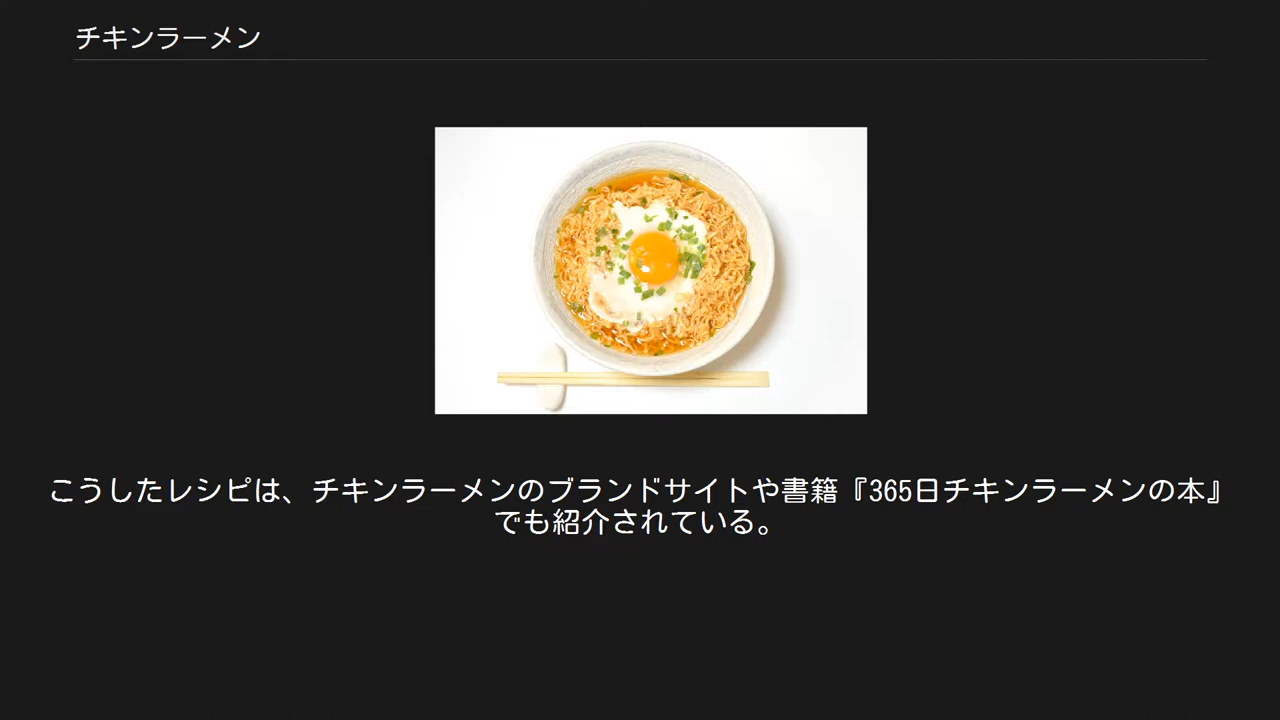 チキンラーメン
こうしたレシピは、チキンラーメンのブランドサイトや書籍『365日チキンラーメンの本』
でも紹介されている。